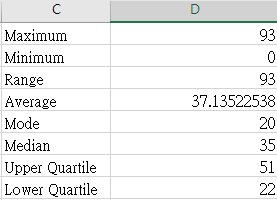 C D
Maximum 93
Minimum 0
Range 93
Average 37.13522538
Mode 20
Median 35
Upper Quartile 51
Lower Quartile 22